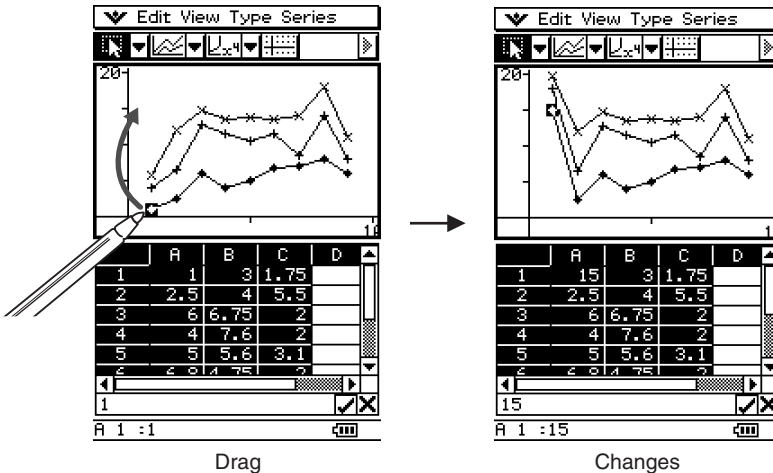 Edit View Type Series
20
10
A B C D
1 1 3 1.75
2 2.5 4 5.5
3 6 6.75 2
4 4 7.6 2
5 5 5.6 3.1
1
A 1 :1
Drag
Edit View Type Series
20
1
A B C D
1 15 3 1.75
2 2.5 4 5.5
3 6 6.75 2
4 4 7.6 2
5 5 5.6 3.1
15
A 1 :15
Changes